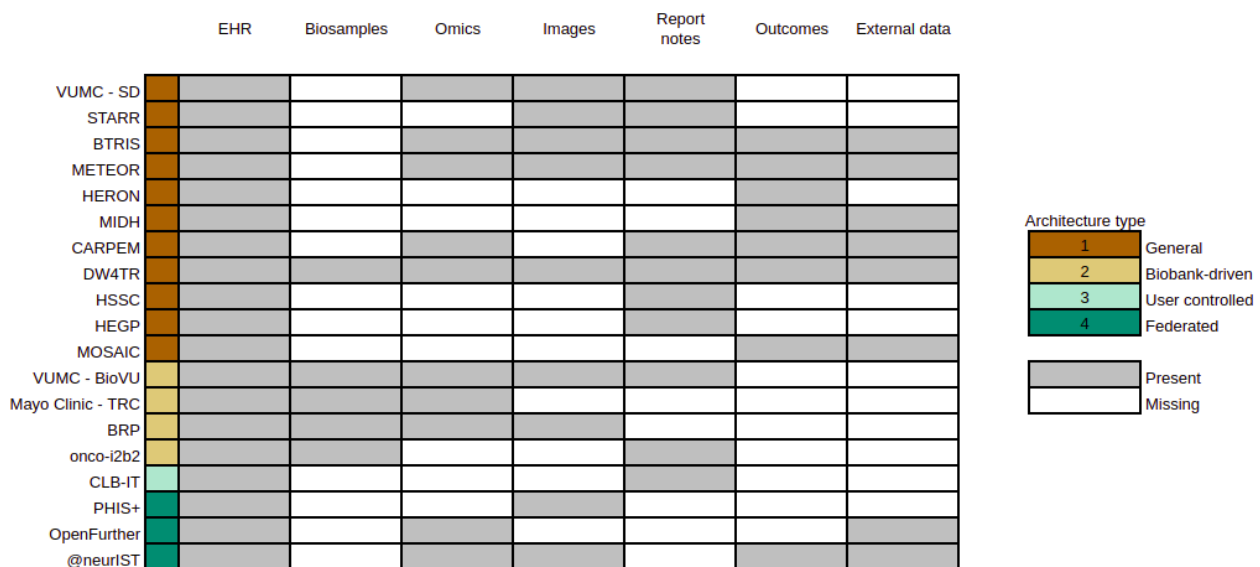 EHR Biosamples Omics Images Report notes Outcomes External data
VUMC - SD
STARR
BTRIS
METEOR
HERON
MIDH
CARPEM
DW4TR
HSSC
HEGP
MOSAIC
VUMC - BioVU
Mayo Clinic - TRC
BRP
onco-i2b2
CLB-IT
PHIS+
OpenFurther
@neurIST
Architecture type
1 General
2 Biobank-driven
3 User controlled
4 Federated
Present
Missing